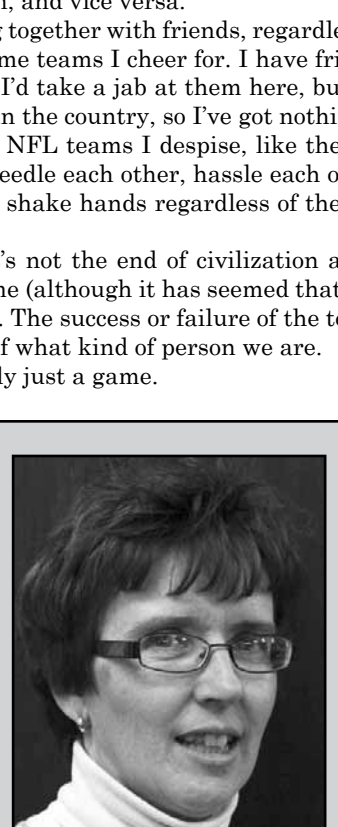 n, and vice versa.
together with friends, regardle
me teams I cheer for. I have fri
I’d take a jab at them here, bu
n the country, so I’ve got nothi
NFL teams I despise, like the
eedle each other, hassle each o
shake hands regardless of the
’s not the end of civilization a
ne (although it has seemed that
. The success or failure of the te
f what kind of person we are.
ly just a game.